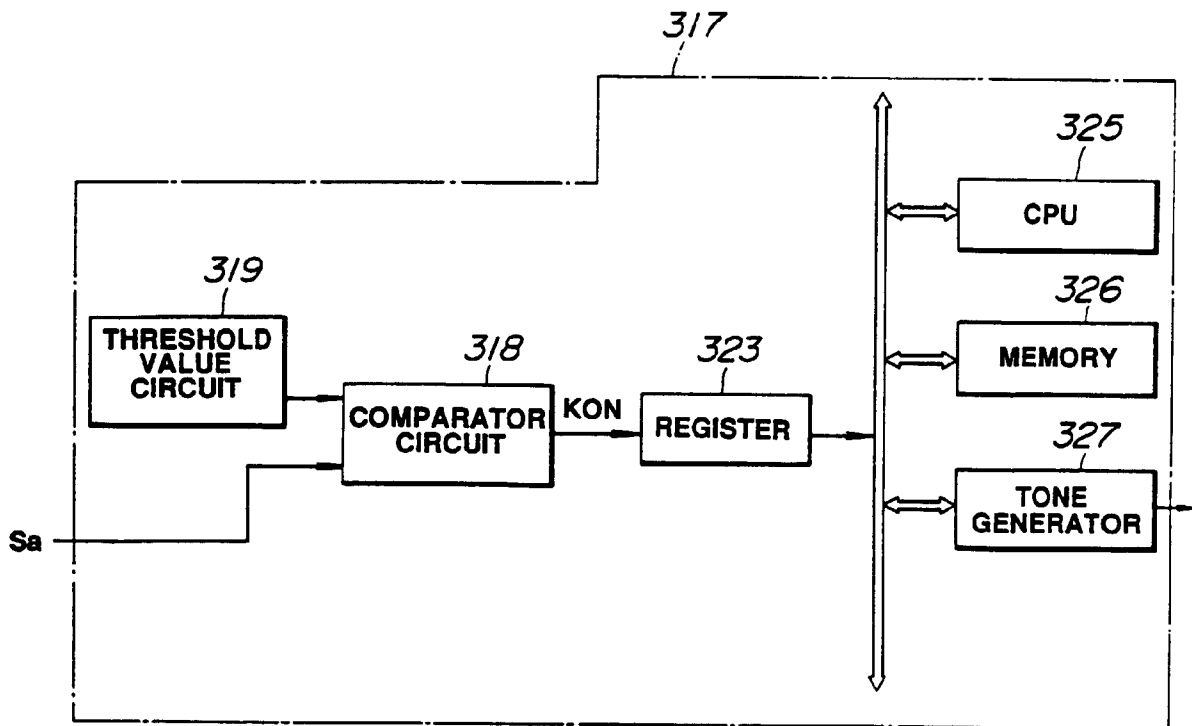 317
325
CPU
319
326
THRESHOLD
VALUE
CIRCUIT
MEMORY
318
323
COMPARATOR
CIRCUIT
KON
REGISTER
327
TONE
GENERATOR
Sa